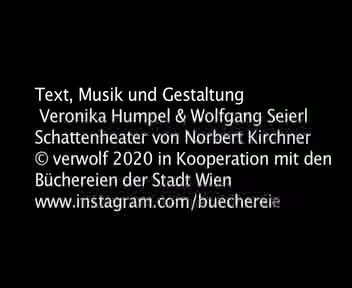 Text, Musik und Gestaltung
Veronika Humpel & Wolfgang Seierl
Schattenheater von Norbert Kirchner
© verwolf 2020 in Kooperation mit den
Büchereien der Stadt Wien
www.instagram.com/buecherei